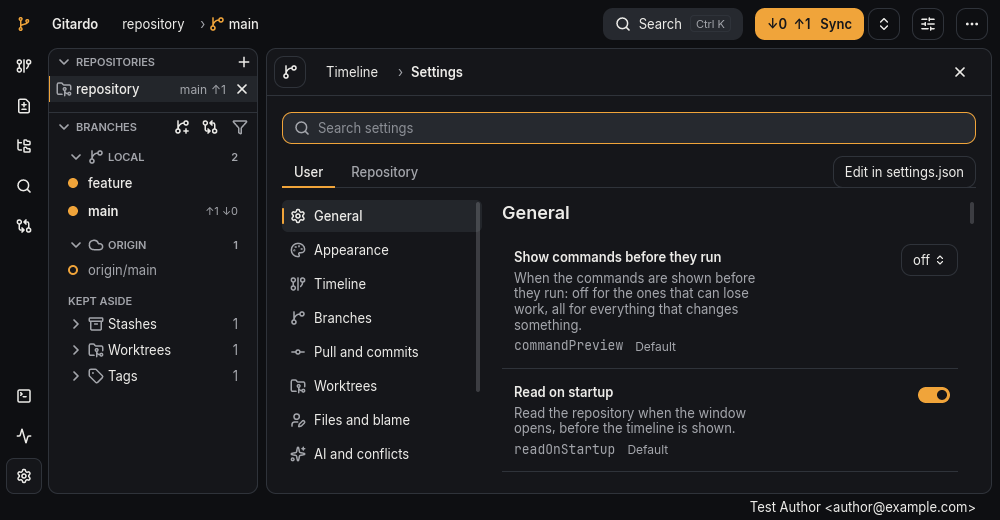 Gitardo
repository
main
Search
Ctrl K
↓0 ↑1 Sync
REPOSITORIES
repository
main ↑1
BRANCHES
LOCAL
2
feature
main
↑1 ↓0
ORIGIN
1
origin/main
KEPT ASIDE
Stashes
1
Worktrees
1
Tags
1
Timeline
› Settings
Search settings
User
Repository
Edit in settings.json
General
Appearance
Timeline
Branches
Pull and commits
Worktrees
Files and blame
AI and conflicts
General
Show commands before they run
off
When the commands are shown before
they run: off for the ones that can lose
work, all for everything that changes
something.
commandPreview Default
Read on startup
Read the repository when the window
opens, before the timeline is shown.
readOnStartup Default
Test Author <author@example.com>